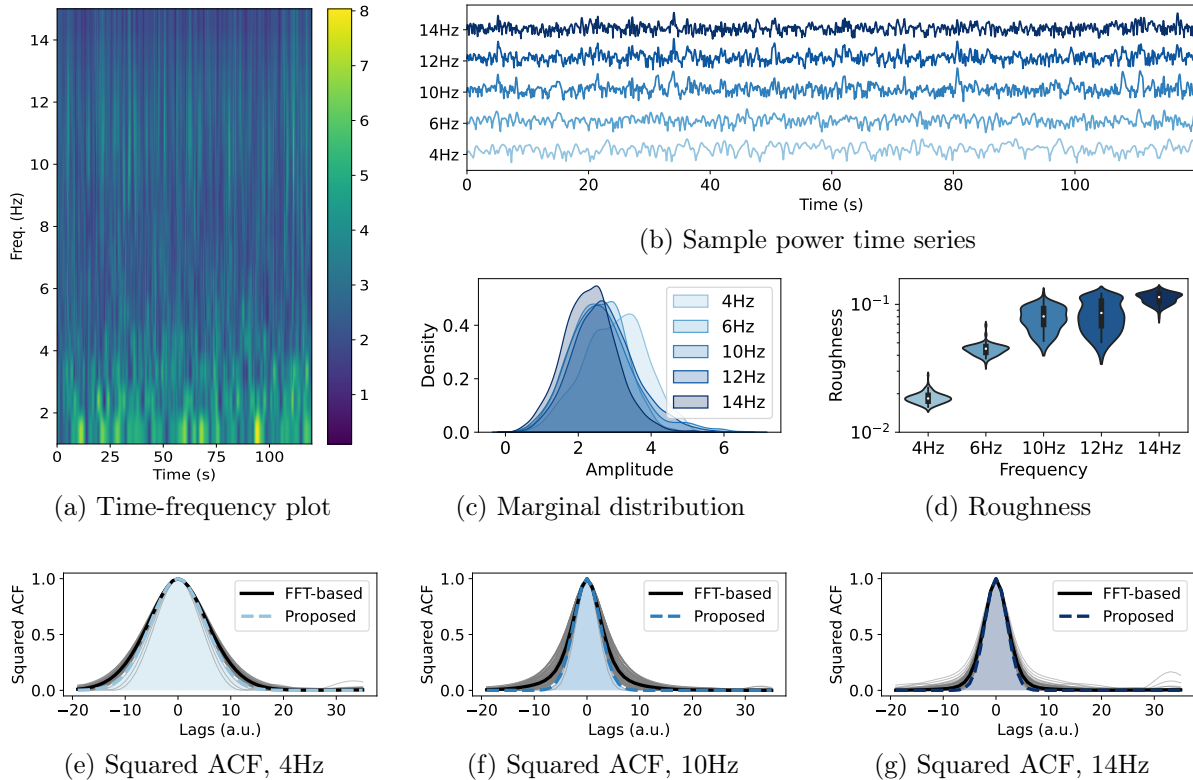 14
12
10
8
6
4
2
Freq. (Hz)
0
25
50
75
100
Time (s)
8
7
6
5
4
3
2
1
(a) Time-frequency plot
14Hz
12Hz
10Hz
6Hz
4Hz
0
20
40
60
80
100
Time (s)
(b) Sample power time series
Density
0.4
0.2
0.0
0
2
4
6
Amplitude
4Hz
6Hz
10Hz
12Hz
14Hz
(c) Marginal distribution
Roughness
10⁻¹
10⁻²
4Hz
6Hz
10Hz
12Hz
14Hz
Frequency
(d) Roughness
Squared ACF
1.0
0.5
0.0
−20
−10
0
10
20
30
Lags (a.u.)
FFT-based
Proposed
(e) Squared ACF, 4Hz
Squared ACF
1.0
0.5
0.0
−20
−10
0
10
20
30
Lags (a.u.)
FFT-based
Proposed
(f) Squared ACF, 10Hz
Squared ACF
1.0
0.5
0.0
−20
−10
0
10
20
30
Lags (a.u.)
FFT-based
Proposed
(g) Squared ACF, 14Hz